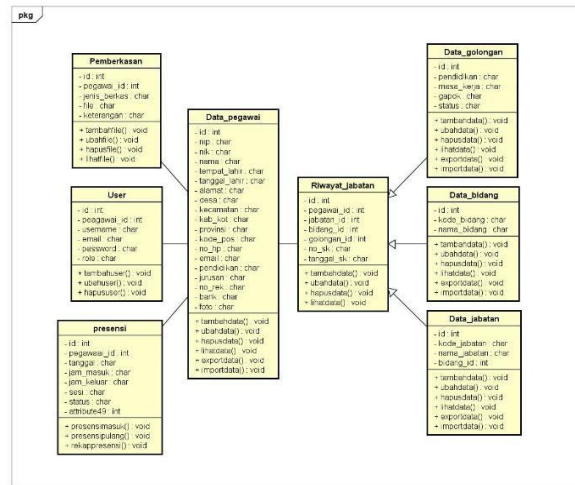 pkg
Pemberkasan
- id : int
- pegawai_id : int
- jenis_berkas : char
- file : char
- keterangan : char
+ tambahfile() : void
+ ubahfile() : void
+ hapusfile() : void
+ lihatfile() : void
User
- id : int
- peagawai_id : int
- username : char
- email : char
- password : char
- role : char
+ tambahuser() : void
+ ubahuser() : void
+ hapususer() : void
presensi
- id : int
- pegawaai_id : int
- tanggal : char
- jam_masuk : char
- jam_keluar : char
- sesi : char
- status : char
- attribute49 : int
+ presensimasuk() : void
+ presensipulang() : void
+ rekappresensi() : void
Data_pegawai
- id : int
- nip : char
- nik : char
- nama : char
- tempat_lahir : char
- tanggal_lahir : char
- alamat : char
- desa : char
- kecamatan : char
- kab_kot : char
- provinsi : char
- kode_pos : char
- no_hp : char
- email : char
- pendidikan : char
- jurusan : char
- no_rek : char
- bank : char
- foto : char
+ tambahdata() : void
+ ubahdata() : void
+ hapusdata() : void
+ lihatdata() : void
+ exportdata() : void
+ importdata() : void
Riwayat_jabatan
- id : int
- pegawai_id : int
- jabatan_id : int
- bidang_id : int
- golongan_id : int
- no_sk : char
- tanggal_sk : char
+ tambahdata() : void
+ ubahdata() : void
+ hapusdata() : void
+ lihatdata() : void
Data_golongan
- id : int
- pendidikan : char
- masa_kerja : char
- gapok : char
- status : char
+ tambahdata() : void
+ ubahdata() : void
+ hapusdata() : void
+ lihatdata() : void
+ exportdata() : void
+ importdata() : void
Data_bidang
- id : int
- kode_bidang : char
- nama_bidang : char
+ tambahdata() : void
+ ubahdata() : void
+ hapusdata() : void
+ lihatdata() : void
+ exportdata() : void
+ importdata() : void
Data_jabatan
- id : int
- kode_jabatan : char
- nama_jabatan : char
- bidang_id : int
+ tambahdata() : void
+ ubahdata() : void
+ hapusdata() : void
+ lihatdata() : void
+ exportdata() : void
+ importdata() : void